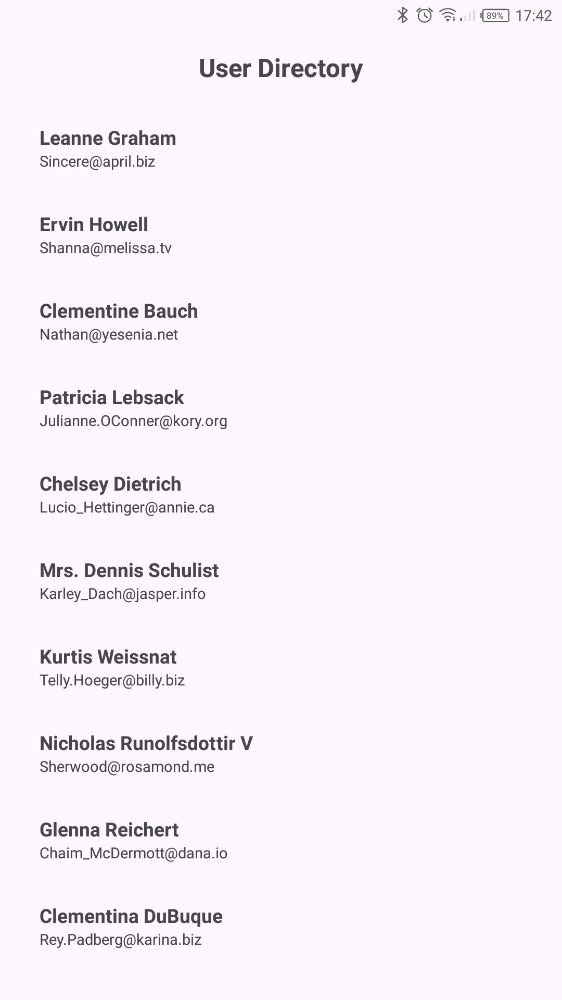 89% 17:42
User Directory
Leanne Graham
Sincere@april.biz
Ervin Howell
Shanna@melissa.tv
Clementine Bauch
Nathan@yesenia.net
Patricia Lebsack
Julianne.OConner@kory.org
Chelsey Dietrich
Lucio_Hettinger@annie.ca
Mrs. Dennis Schulist
Karley_Dach@jasper.info
Kurtis Weissnat
Telly.Hoeger@billy.biz
Nicholas Runolfsdottir V
Sherwood@rosamond.me
Glenna Reichert
Chaim_McDermott@dana.io
Clementina DuBuque
Rey.Padberg@karina.biz